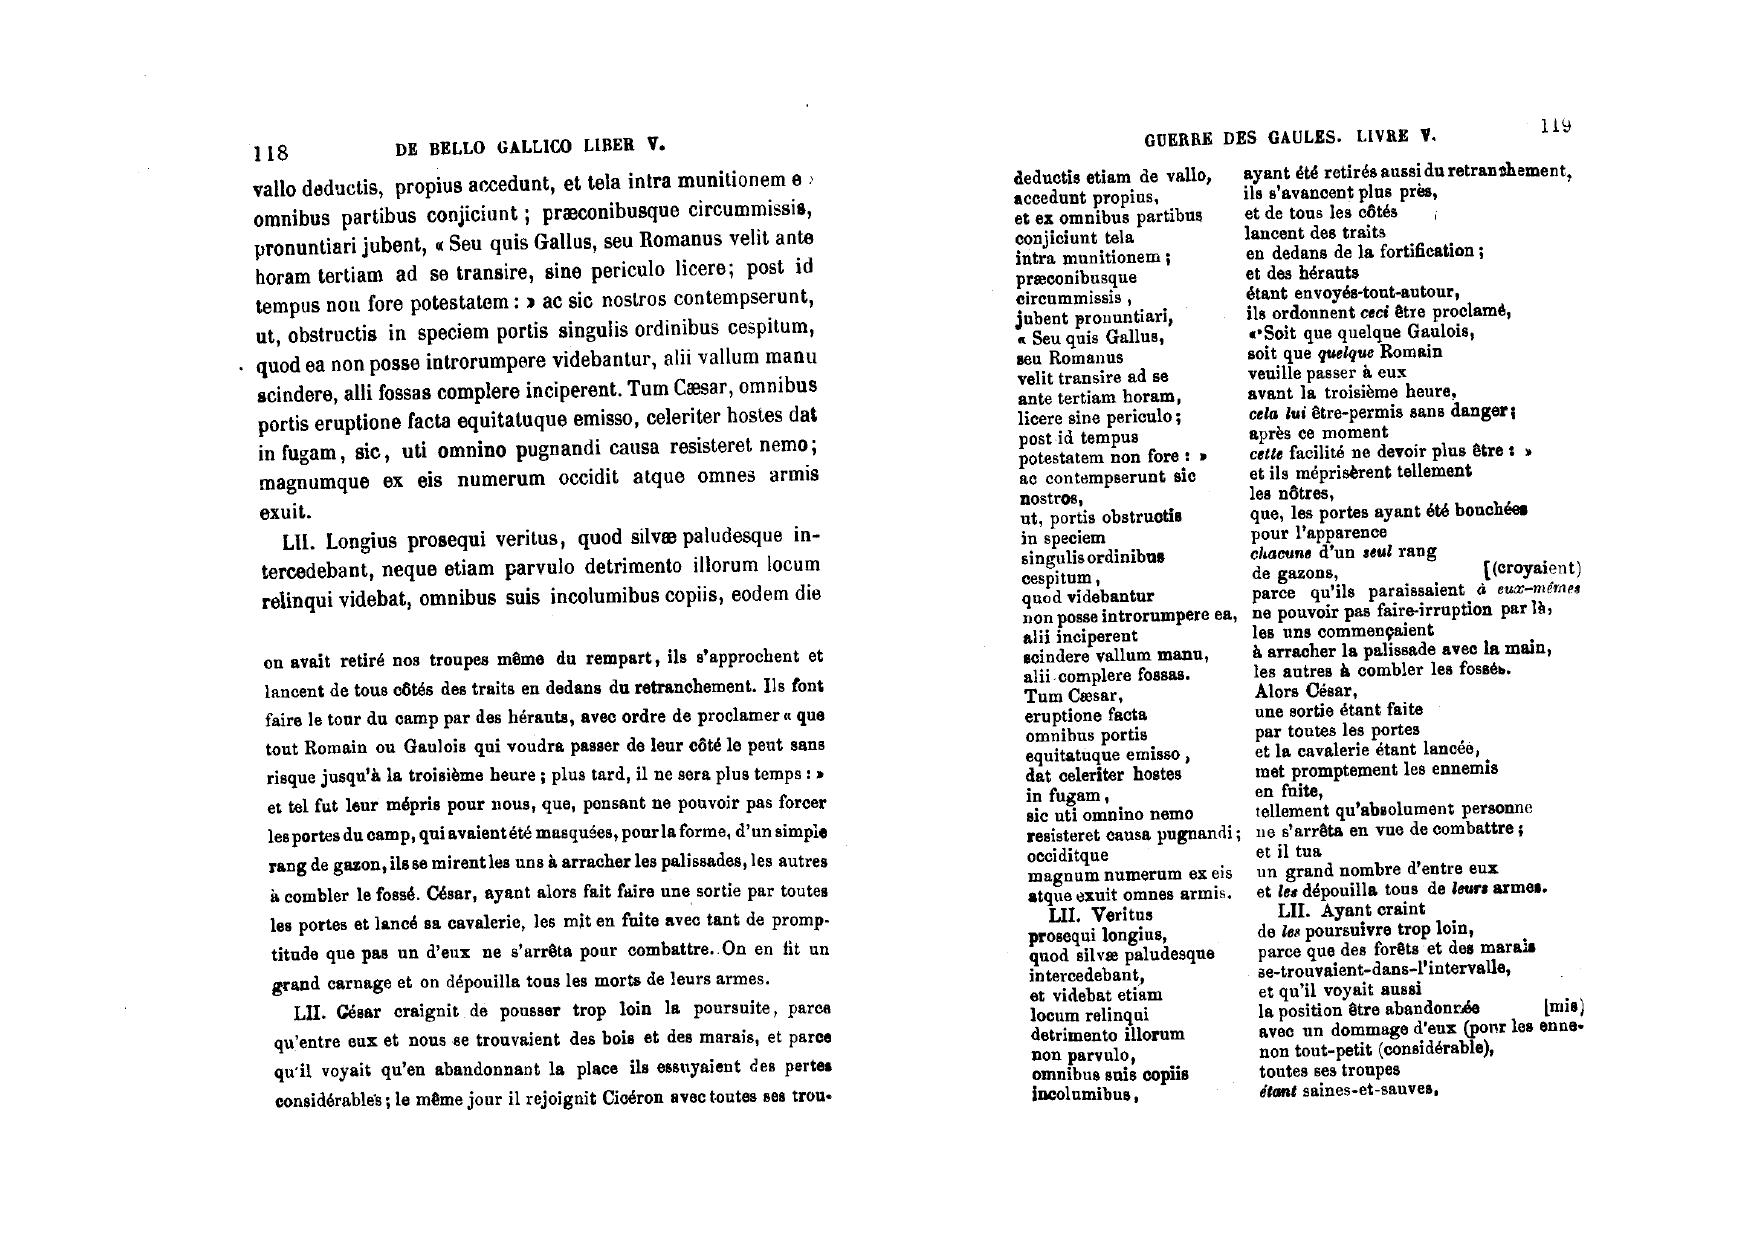 118 DE BELLO GALLICO LIBER V.
vallo deductis, propius accedunt, et tela intra munitionem e
omnibus partibus conjiciunt ; præconibusque circummissis,
pronuntiari jubent, « Seu quis Gallus, seu Romanus velit ante
horam tertiam ad se transire, sine periculo licere; post id
tempus non fore potestatem : » ac sic nostros contempserunt,
ut, obstructis in speciem portis singulis ordinibus cespitum,
quod ea non posse introrumpere videbantur, alii vallum manu
scindere, alli fossas complere inciperent. Tum Cæsar, omnibus
portis eruptione facta equitatuque emisso, celeriter hostes dat
in fugam, sic, uti omnino pugnandi causa resisteret nemo;
magnumque ex eis numerum occidit atque omnes armis
exuit.
LII. Longius prosequi veritus, quod silvæ paludesque in-
tercedebant, neque etiam parvulo detrimento illorum locum
relinqui videbat, omnibus suis incolumibus copiis, eodem die
on avait retiré nos troupes même du rempart, ils s'approchent et
lancent de tous côtés des traits en dedans du retranchement. Ils font
faire le tour du camp par des hérauts, avec ordre de proclamer « que
tout Romain ou Gaulois qui voudra passer de leur côté le peut sans
risque jusqu'à la troisième heure ; plus tard, il ne sera plus temps : »
et tel fut leur mépris pour nous, que, pensant ne pouvoir pas forcer
les portes du camp, qui avaient été masquées, pour la forme, d'un simple
rang de gazon, ils se mirent les uns à arracher les palissades, les autres
à combler le fossé. César, ayant alors fait faire une sortie par toutes
les portes et lancé sa cavalerie, les mit en fuite avec tant de promp-
titude que pas un d'eux ne s'arrêta pour combattre. On en fit un
grand carnage et on dépouilla tous les morts de leurs armes.
LII. César craignit de pousser trop loin la poursuite, parce
qu'entre eux et nous se trouvaient des bois et des marais, et parce
qu'il voyait qu'en abandonnant la place ils essuyaient des pertes
considérables ; le même jour il rejoignit Cicéron avec toutes ses trou-
GUERRE DES GAULES. LIVRE V. 119
deductis etiam de vallo,
accedunt propius,
et ex omnibus partibus
conjiciunt tela
intra munitionem ;
præconibusque
circummissis ,
jubent pronuntiari,
« Seu quis Gallus,
seu Romanus
velit transire ad se
ante tertiam horam,
licere sine periculo ;
post id tempus
potestatem non fore : »
ac contempserunt sic
nostros,
ut, portis obstructis
in speciem
singulis ordinibus
cespitum ,
quod videbantur
non posse introrumpere ea,
alii inciperent
scindere vallum manu,
alii complere fossas.
Tum Cæsar,
eruptione facta
omnibus portis
equitatuque emisso ,
dat celeriter hostes
in fugam ,
sic uti omnino nemo
resisteret causa pugnandi ;
occiditque
magnum numerum ex eis
atque exuit omnes armis.
LII. Veritus
prosequi longius,
quod silvæ paludesque
intercedebant,
et videbat etiam
locum relinqui
detrimento illorum
non parvulo,
omnibus suis copiis
incolumibus,
ayant été retirés aussi du retranchement,
ils s'avancent plus près,
et de tous les côtés
lancent des traits
en dedans de la fortification ;
et des hérauts
étant envoyés-tout-autour,
ils ordonnent ceci être proclamé,
« Soit que quelque Gaulois,
soit que quelque Romain
veuille passer à eux
avant la troisième heure,
cela lui être-permis sans danger ;
après ce moment
cette facilité ne devoir plus être : »
et ils méprisèrent tellement
les nôtres,
que, les portes ayant été bouchées
pour l'apparence
chacune d'un seul rang
de gazons, [(croyaient)
parce qu'ils paraissaient à eux-mêmes
ne pouvoir pas faire-irruption par là,
les uns commençaient
à arracher la palissade avec la main,
les autres à combler les fossés.
Alors César,
une sortie étant faite
par toutes les portes
et la cavalerie étant lancée,
met promptement les ennemis
en fuite,
tellement qu'absolument personne
ne s'arrêta en vue de combattre ;
et il tua
un grand nombre d'entre eux
et les dépouilla tous de leurs armes.
LII. Ayant craint
de les poursuivre trop loin,
parce que des forêts et des marais
se-trouvaient-dans-l'intervalle,
et qu'il voyait aussi
la position être abandonnée [mis)
avec un dommage d'eux (pour les enne-
non tout-petit (considérable),
toutes ses troupes
étant saines-et-sauves,